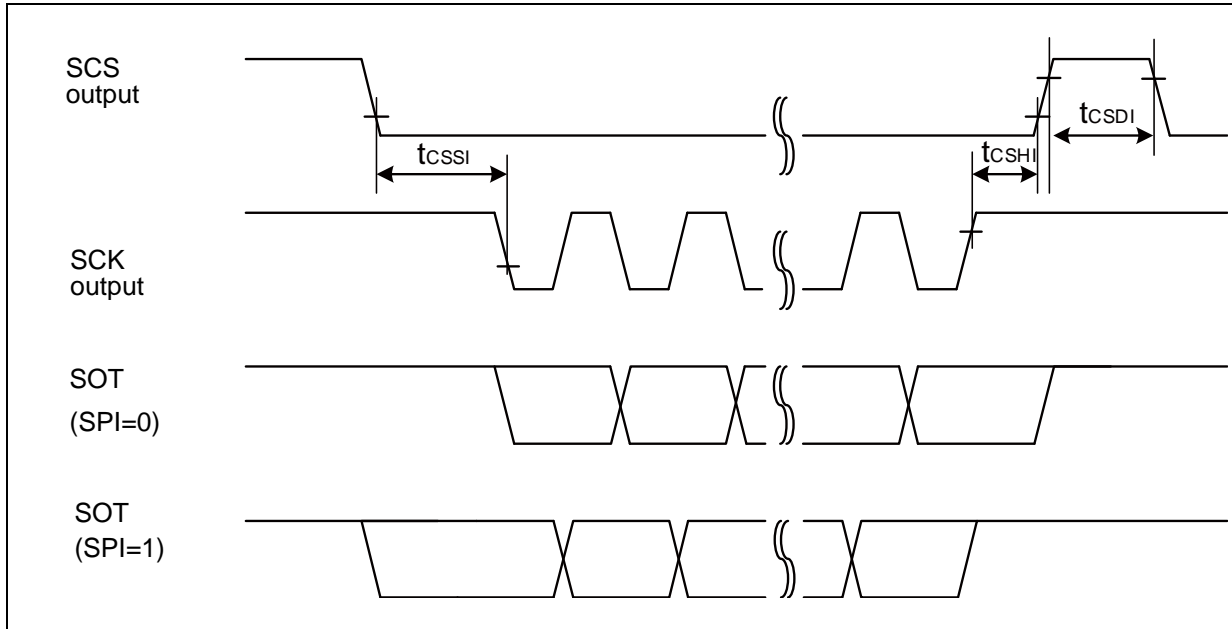 SCS
output
tCSSI
tCSHI
tCSDI
SCK
output
SOT
(SPI=0)
SOT
(SPI=1)